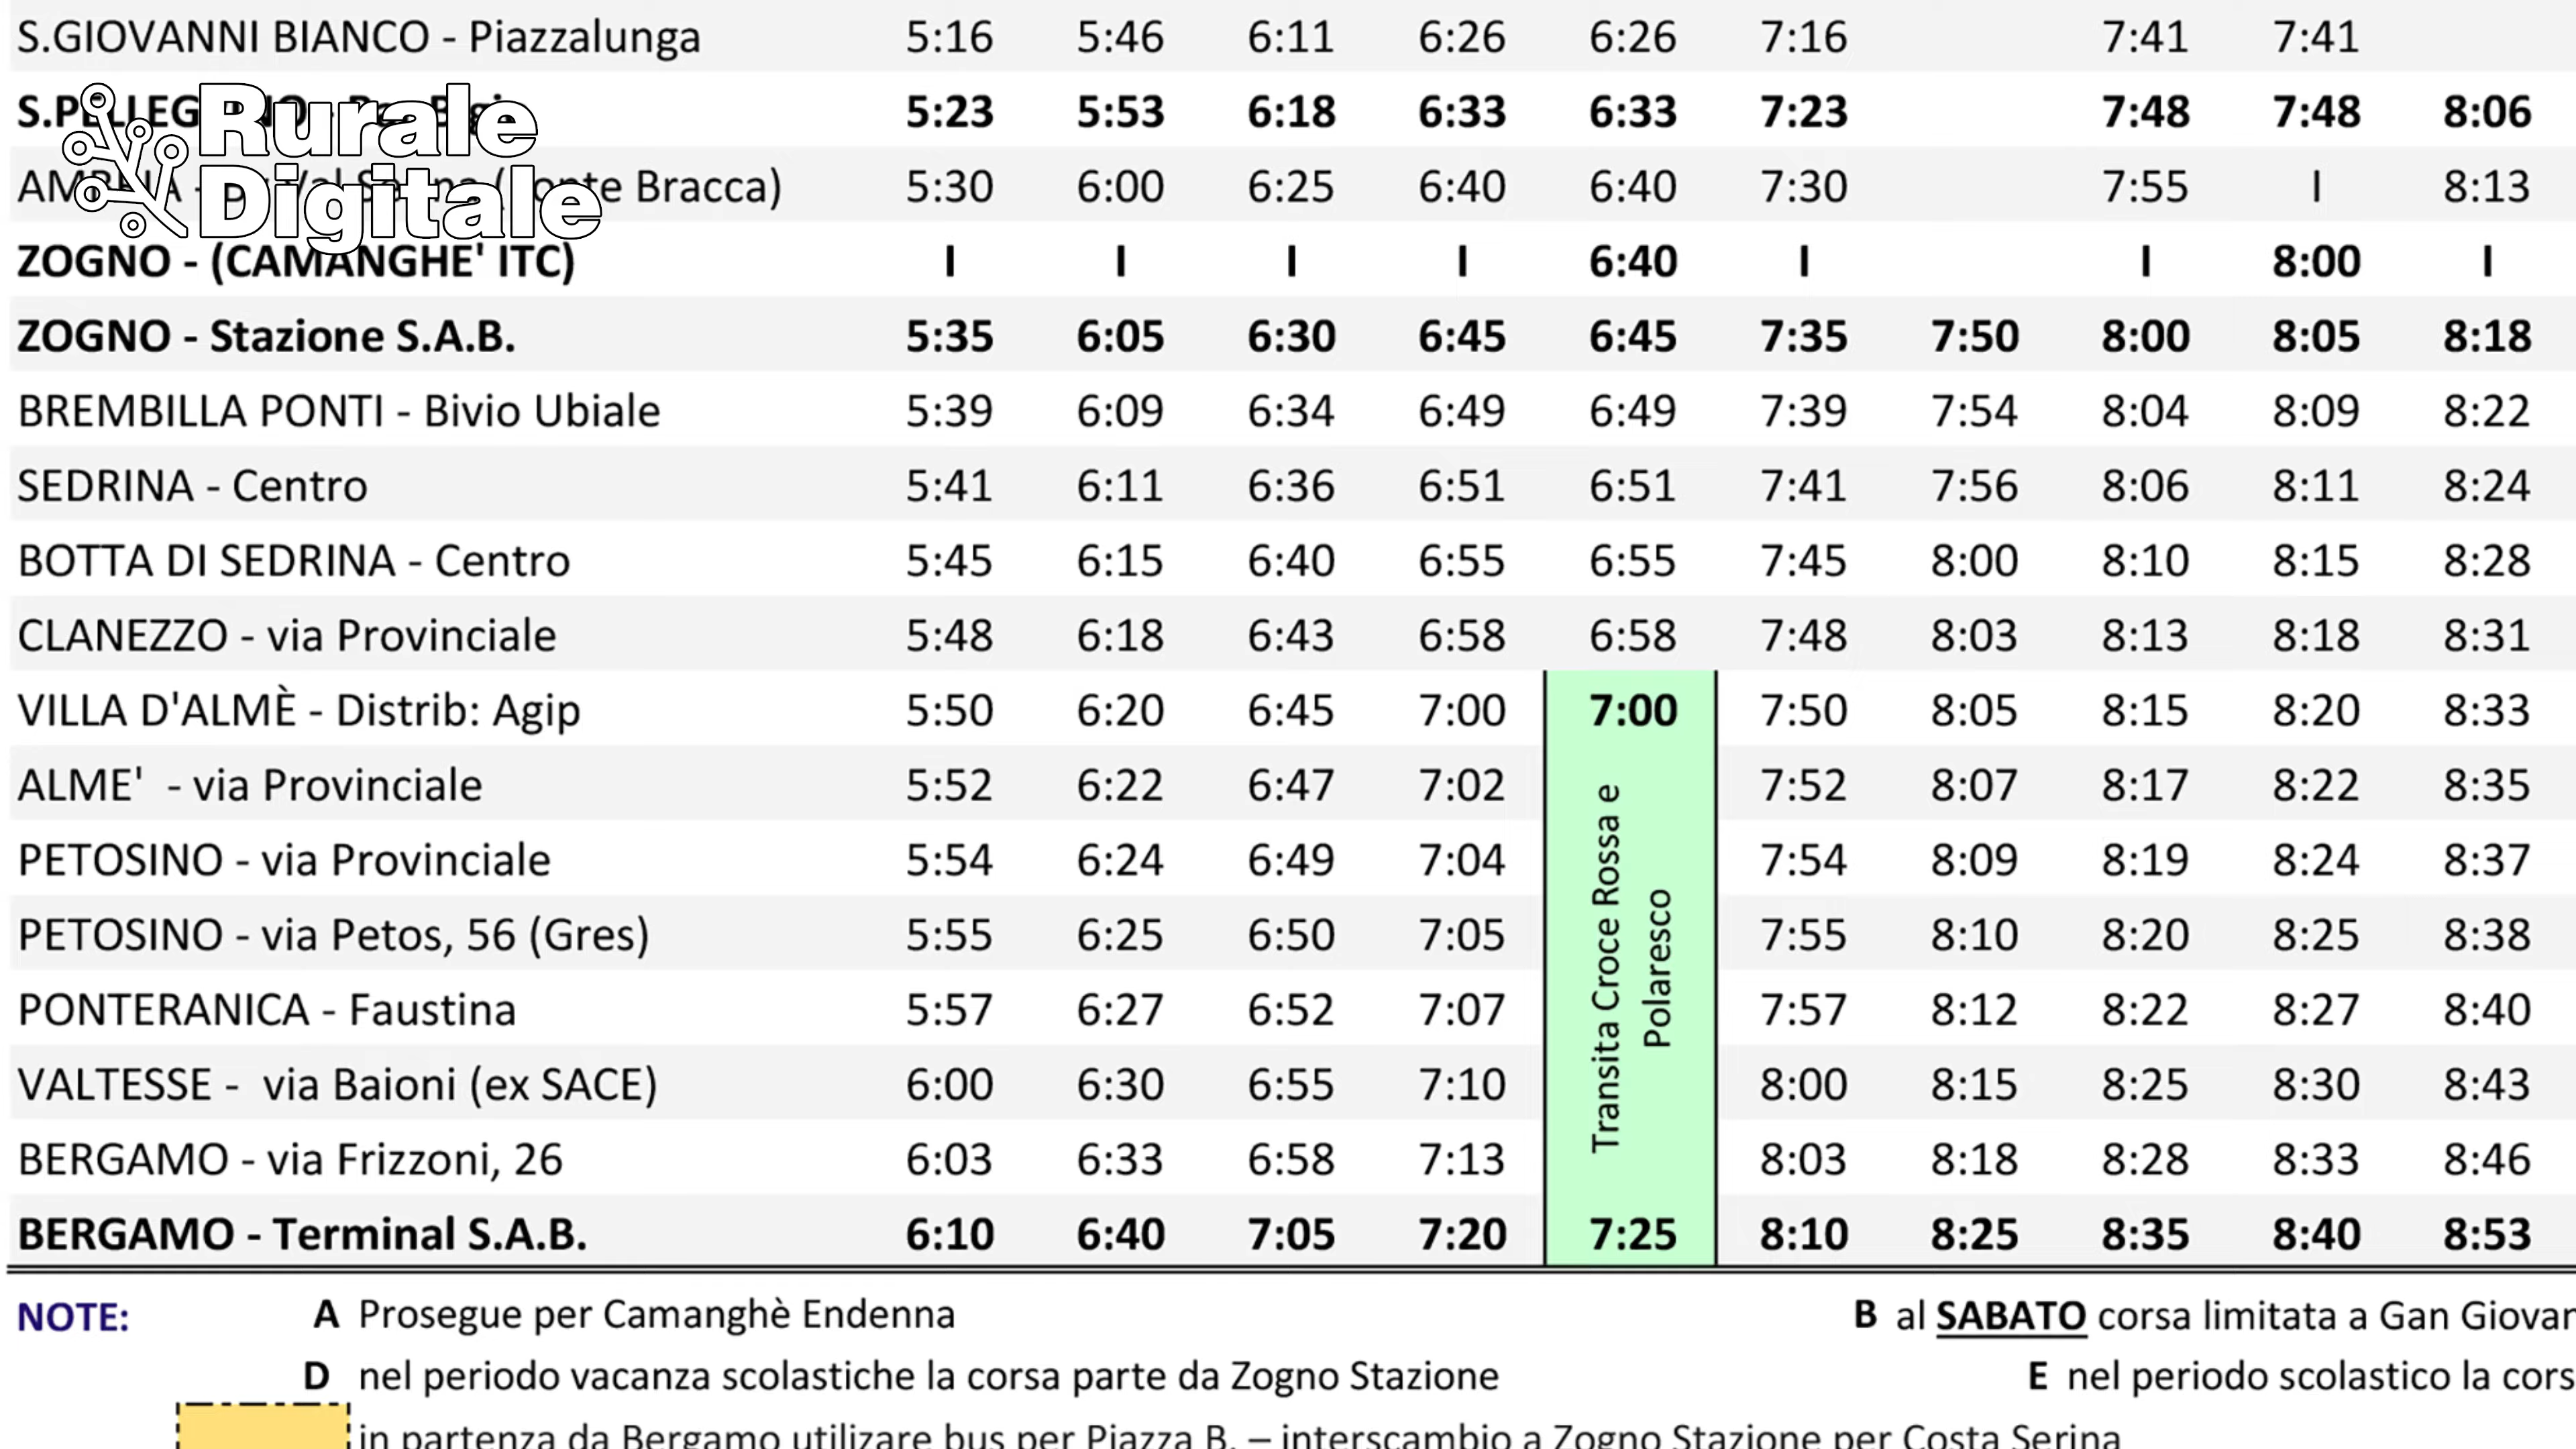 S.GIOVANNI BIANCO - Piazzalunga 5:16 5:46 6:11 6:26 6:26 7:16 7:41 7:41
5:23 5:53 6:18 6:33 6:33 7:23 7:48 7:48 8:06
Rurale
Digitale
Bracca) 5:30 6:00 6:25 6:40 6:40 7:30 7:55 I 8:13
ZOGNO - (CAMANGHE' ITC) I I I I 6:40 I I 8:00 I
ZOGNO - Stazione S.A.B. 5:35 6:05 6:30 6:45 6:45 7:35 7:50 8:00 8:05 8:18
BREMBILLA PONTI - Bivio Ubiale 5:39 6:09 6:34 6:49 6:49 7:39 7:54 8:04 8:09 8:22
SEDRINA - Centro 5:41 6:11 6:36 6:51 6:51 7:41 7:56 8:06 8:11 8:24
BOTTA DI SEDRINA - Centro 5:45 6:15 6:40 6:55 6:55 7:45 8:00 8:10 8:15 8:28
CLANEZZO - via Provinciale 5:48 6:18 6:43 6:58 6:58 7:48 8:03 8:13 8:18 8:31
VILLA D'ALMÈ - Distrib: Agip 5:50 6:20 6:45 7:00 7:00 7:50 8:05 8:15 8:20 8:33
ALME' - via Provinciale 5:52 6:22 6:47 7:02 7:52 8:07 8:17 8:22 8:35
PETOSINO - via Provinciale 5:54 6:24 6:49 7:04 7:54 8:09 8:19 8:24 8:37
PETOSINO - via Petos, 56 (Gres) 5:55 6:25 6:50 7:05 7:55 8:10 8:20 8:25 8:38
PONTERANICA - Faustina 5:57 6:27 6:52 7:07 7:57 8:12 8:22 8:27 8:40
VALTESSE - via Baioni (ex SACE) 6:00 6:30 6:55 7:10 8:00 8:15 8:25 8:30 8:43
BERGAMO - via Frizzoni, 26 6:03 6:33 6:58 7:13 8:03 8:18 8:28 8:33 8:46
Transita Croce Rossa e
Polaresco
BERGAMO - Terminal S.A.B. 6:10 6:40 7:05 7:20 7:25 8:10 8:25 8:35 8:40 8:53
NOTE: A Prosegue per Camanghè Endenna B al SABATO corsa limitata a Gan Giovan
D nel periodo vacanza scolastiche la corsa parte da Zogno Stazione E nel periodo scolastico la cors
in partenza da Bergamo utilizare bus per Piazza B. – interscambio a Zogno Stazione per Costa Serina